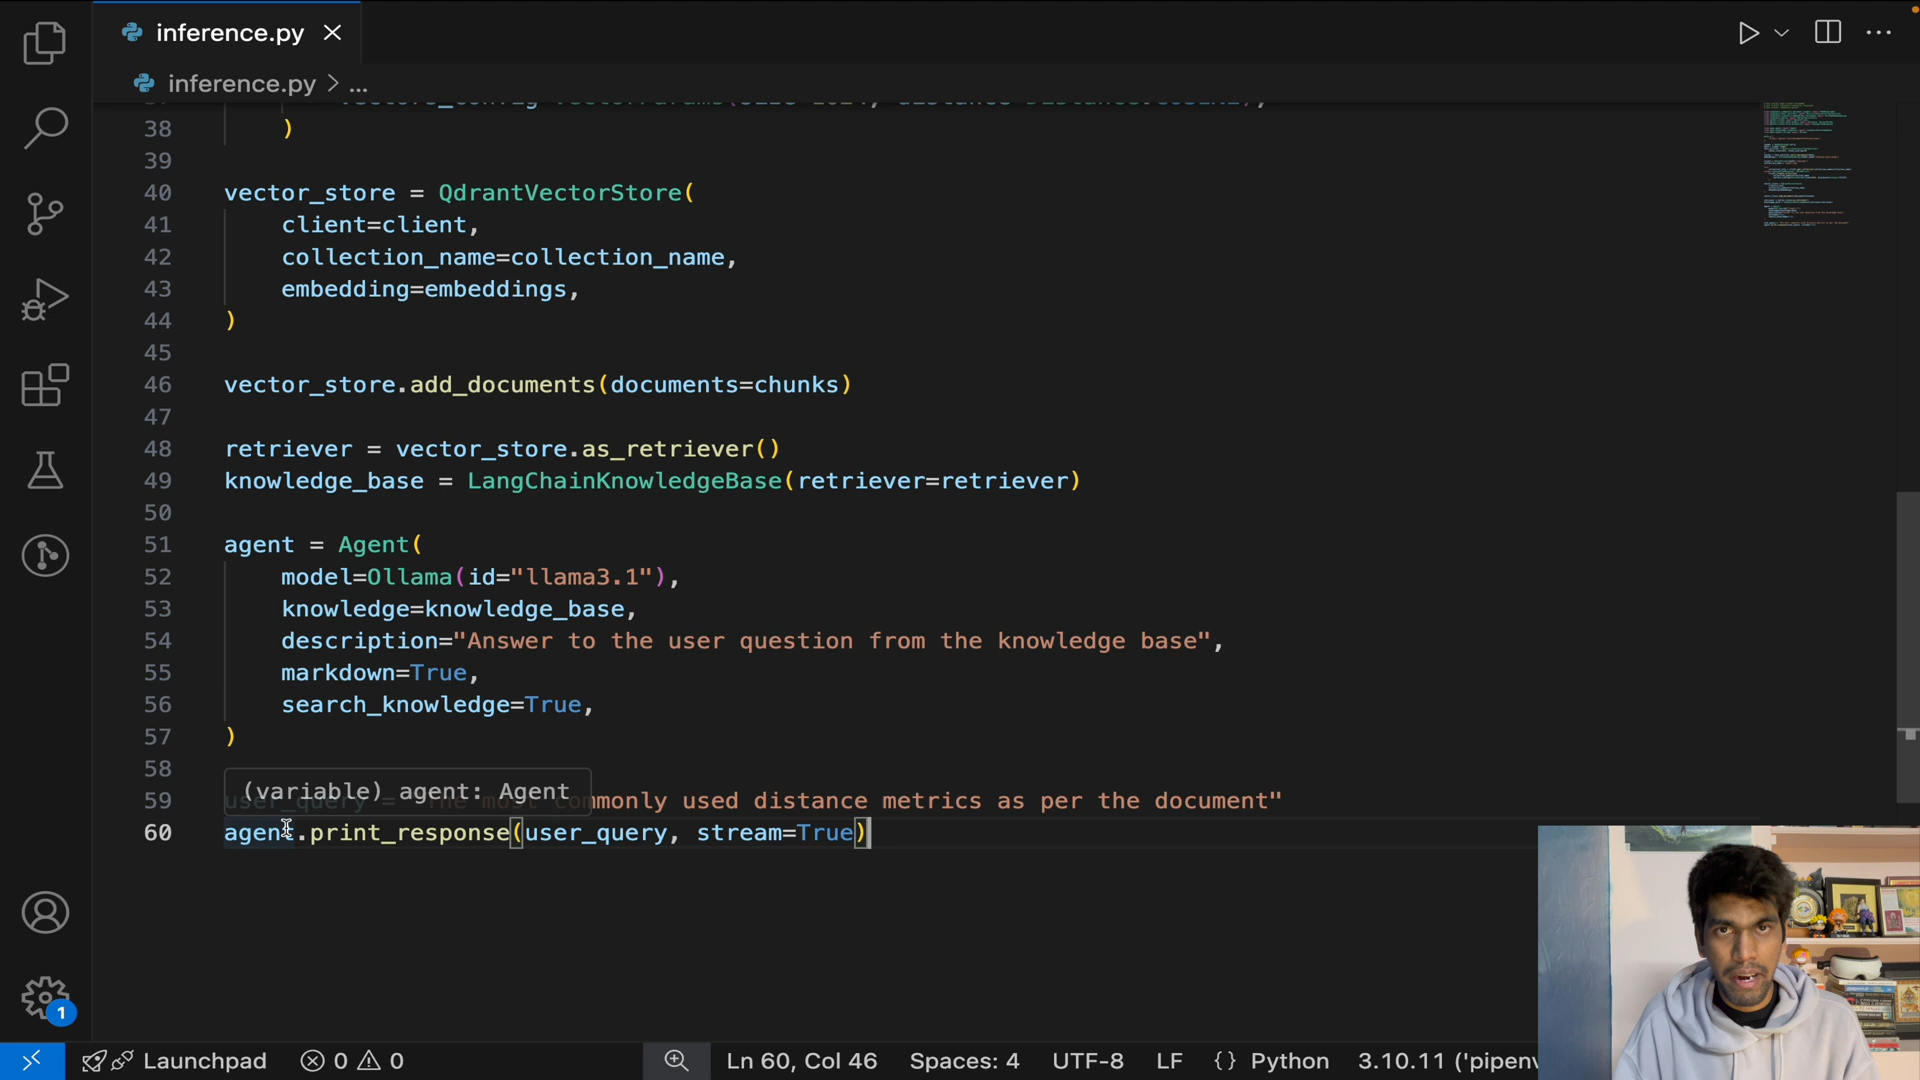 inference.py
inference.py > ...
38 )
39
40 vector_store = QdrantVectorStore(
41 client=client,
42 collection_name=collection_name,
43 embedding=embeddings,
44 )
45
46 vector_store.add_documents(documents=chunks)
47
48 retriever = vector_store.as_retriever()
49 knowledge_base = LangChainKnowledgeBase(retriever=retriever)
50
51 agent = Agent(
52 model=Ollama(id="llama3.1"),
53 knowledge=knowledge_base,
54 description="Answer to the user question from the knowledge base",
55 markdown=True,
56 search_knowledge=True,
57 )
58
(variable) agent: Agent
59 user_query = commonly used distance metrics as per the document"
60 agent.print_response(user_query, stream=True)
1
Launchpad 0 0 Ln 60, Col 46 Spaces: 4 UTF-8 LF {} Python 3.10.11 ('pipenv